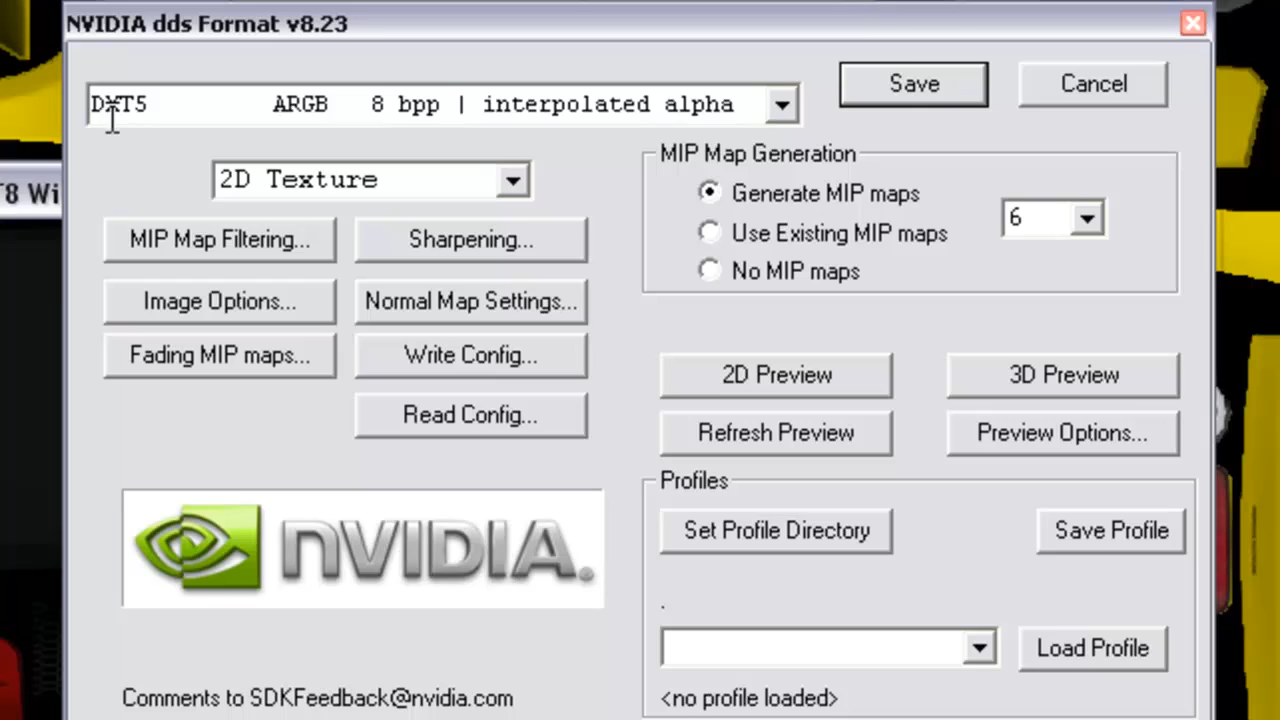 NVIDIA dds Format v8.23
DXT5 ARGB 8 bpp | interpolated alpha
Save
Cancel
2D Texture
MIP Map Generation
Generate MIP maps
Use Existing MIP maps
No MIP maps
6
T8 Wi
MIP Map Filtering...
Sharpening...
Image Options...
Normal Map Settings...
Fading MIP maps...
Write Config...
Read Config...
2D Preview
3D Preview
Refresh Preview
Preview Options...
Profiles
Set Profile Directory
Save Profile
.
Load Profile
<no profile loaded>
NVIDIA.
Comments to SDKFeedback@nvidia.com